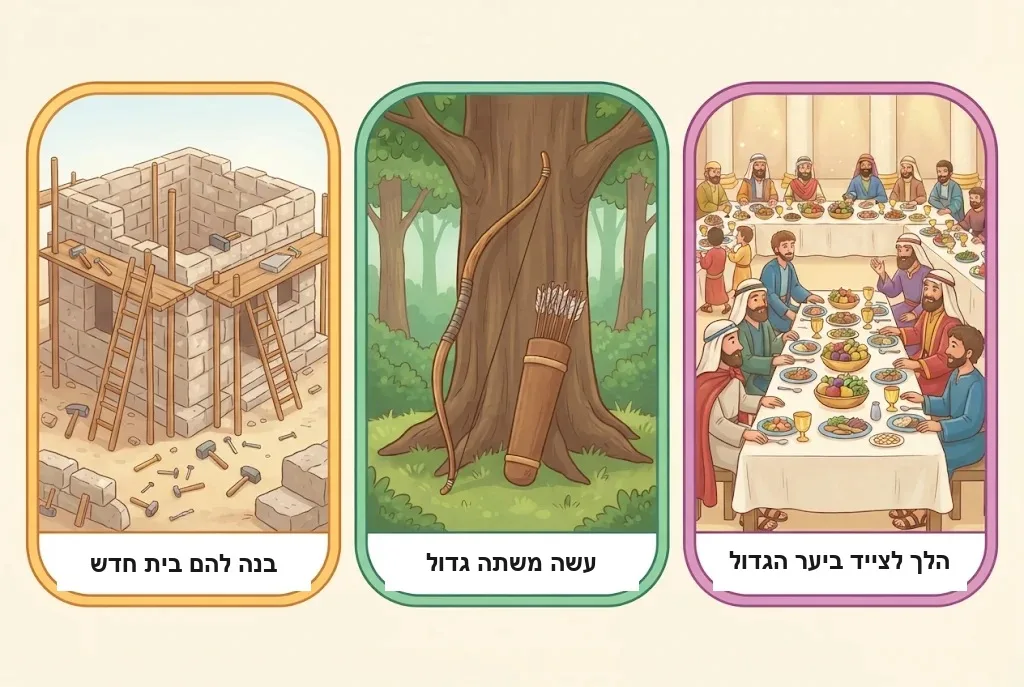 הלך לצייד ביער הגדול
עשה משתה גדול
בנה להם בית חדש